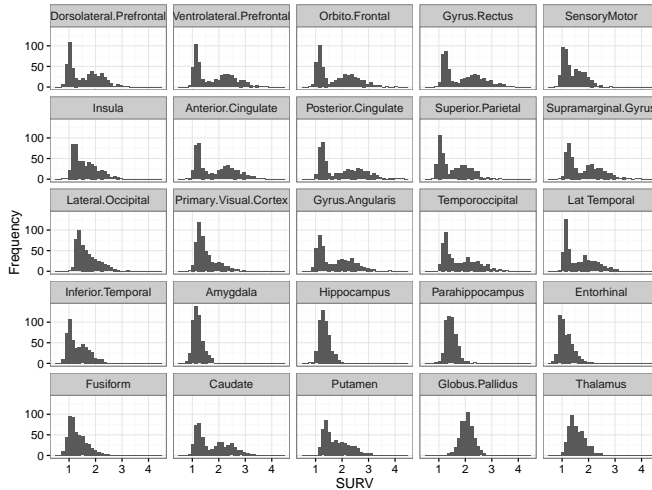 Dorsolateral.Prefrontal Ventrolateral.Prefrontal Orbito.Frontal Gyrus.Rectus SensoryMotor
100
50
0
Insula Anterior.Cingulate Posterior.Cingulate Superior.Parietal Supramarginal.Gyrus
100
50
0
Lateral.Occipital Primary.Visual.Cortex Gyrus.Angularis Temporoccipital Lat Temporal
100
50
0
Inferior.Temporal Amygdala Hippocampus Parahippocampus Entorhinal
100
50
0
Fusiform Caudate Putamen Globus.Pallidus Thalamus
100
50
0
1 2 3 4 1 2 3 4 1 2 3 4 1 2 3 4 1 2 3 4
SURV
Frequency